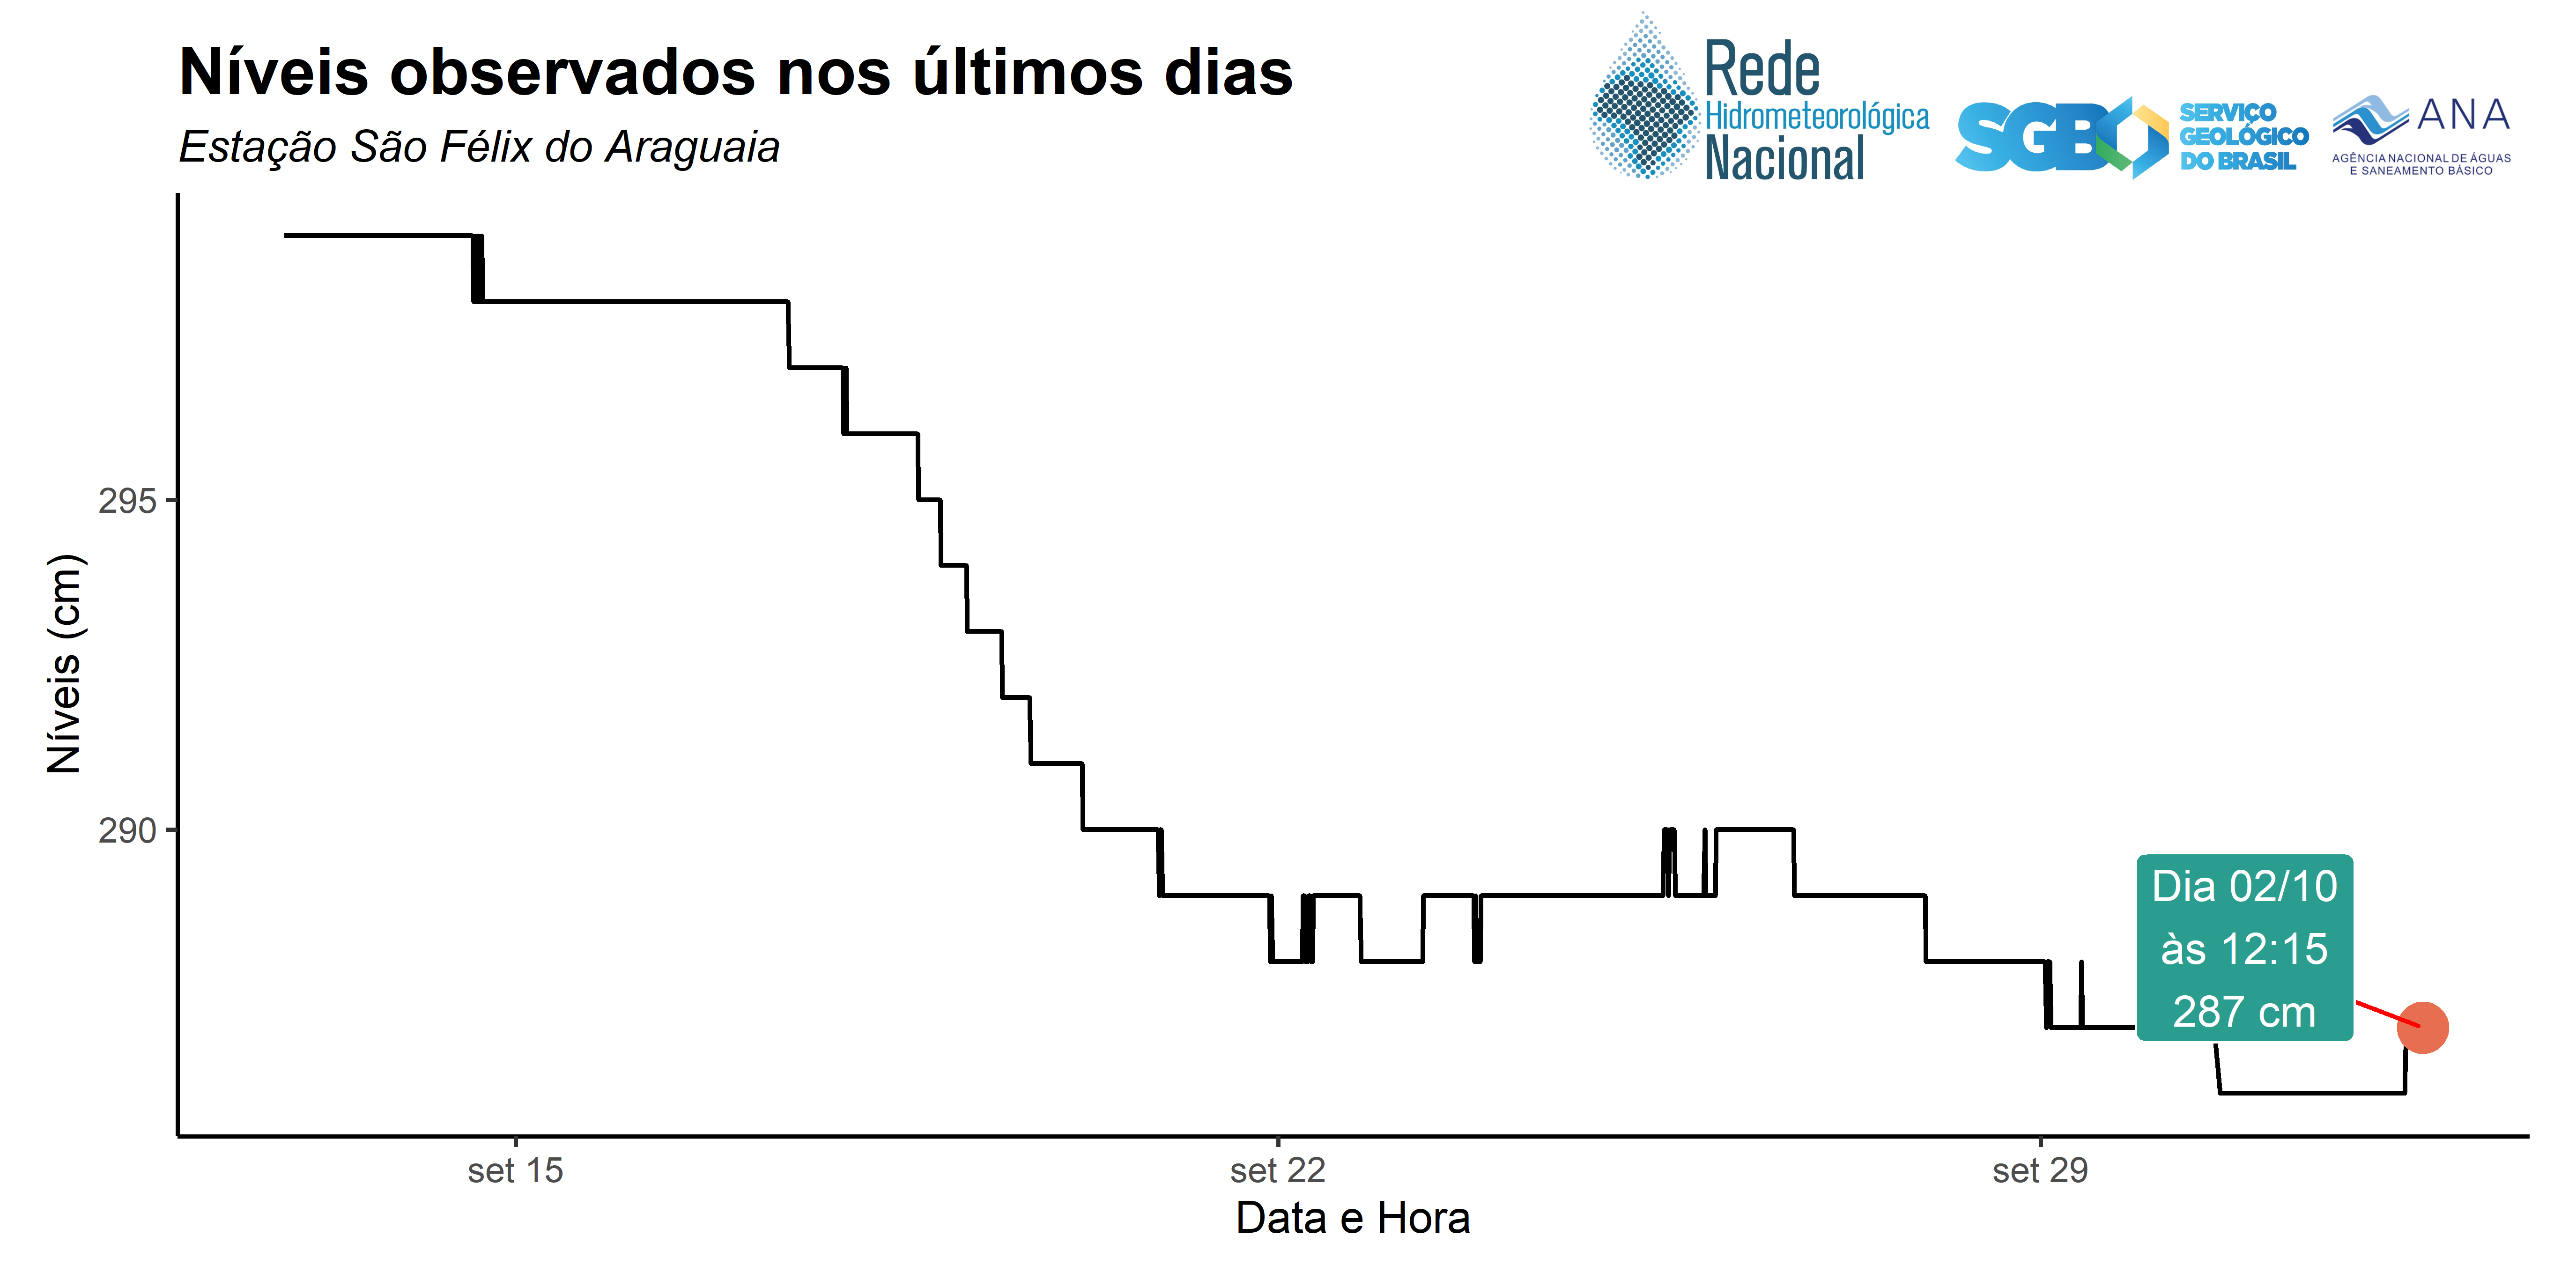 Níveis observados nos últimos dias
Estação São Félix do Araguaia
Rede
Hidrometeorológica
Nacional
SGB
SERVIÇO
GEOLÓGICO
DO BRASIL
ANA
AGÊNCIA NACIONAL DE ÁGUAS
E SANEAMENTO BÁSICO
Níveis (cm)
295
290
Dia 02/10
às 12:15
287 cm
set 15
set 22
set 29
Data e Hora